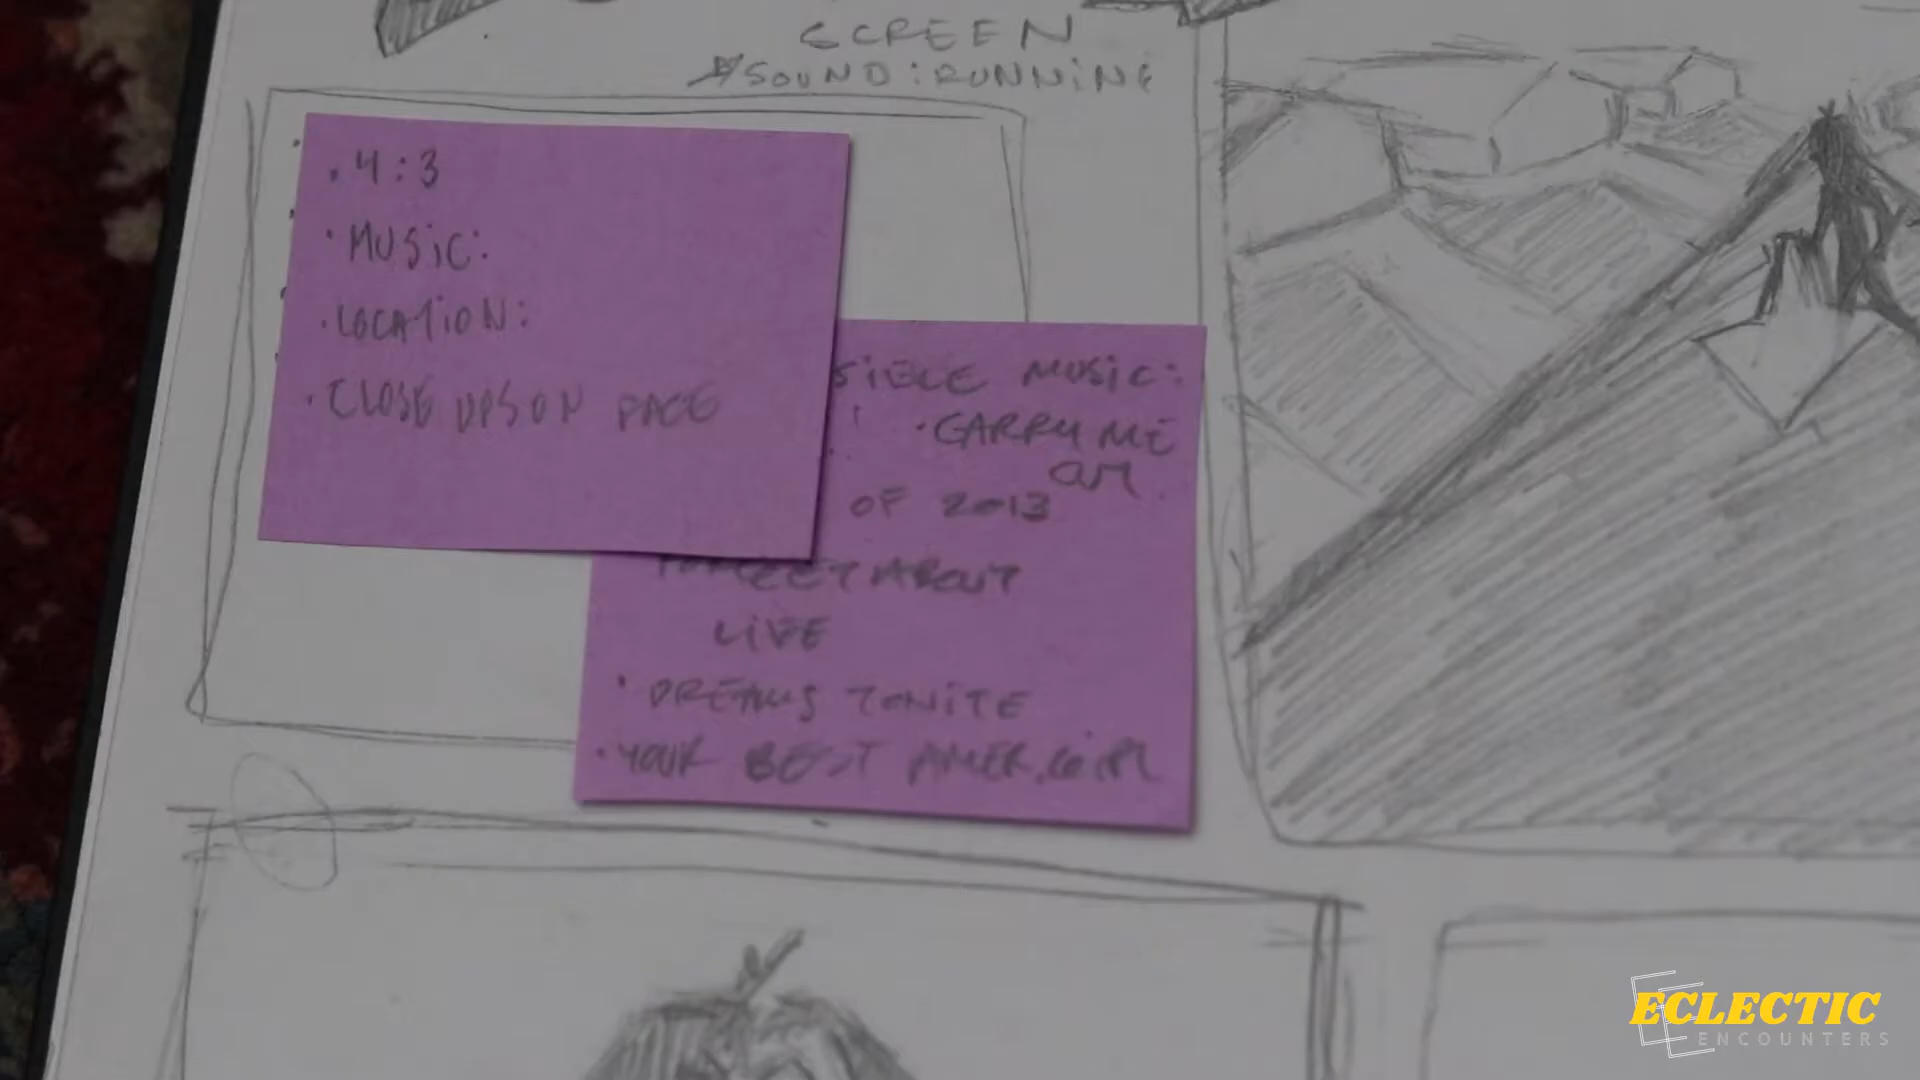 SCREEN
SOUND: RUNNING
• 4:3
• MUSiC:
• LOCATiON:
• CLOSE UPS ON FACE
SiBLE MUSiC:
• CARRY ME
OM
OF 2013
ABOUT
LiFE
• DREAMS TONiTE
• YOUR BEST AMER. GiRL
ECLECTIC
ENCOUNTERS